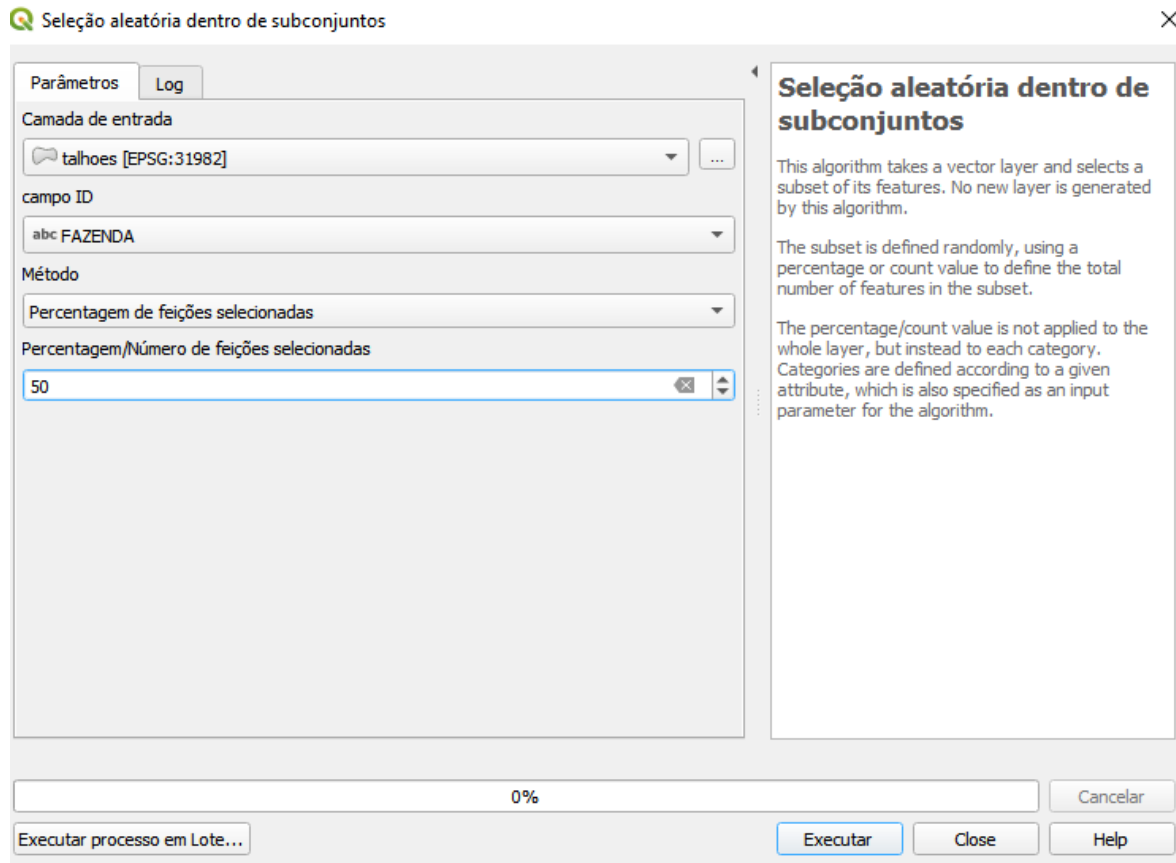 Seleção aleatória dentro de subconjuntos
Parâmetros
Log
Camada de entrada
talhoes [EPSG:31982]
...
campo ID
abc FAZENDA
Método
Percentagem de feições selecionadas
Percentagem/Número de feições selecionadas
50
Seleção aleatória dentro de
subconjuntos
This algorithm takes a vector layer and selects a
subset of its features. No new layer is generated
by this algorithm.
The subset is defined randomly, using a
percentage or count value to define the total
number of features in the subset.
The percentage/count value is not applied to the
whole layer, but instead to each category.
Categories are defined according to a given
attribute, which is also specified as an input
parameter for the algorithm.
0%
Cancelar
Executar processo em Lote...
Executar
Close
Help